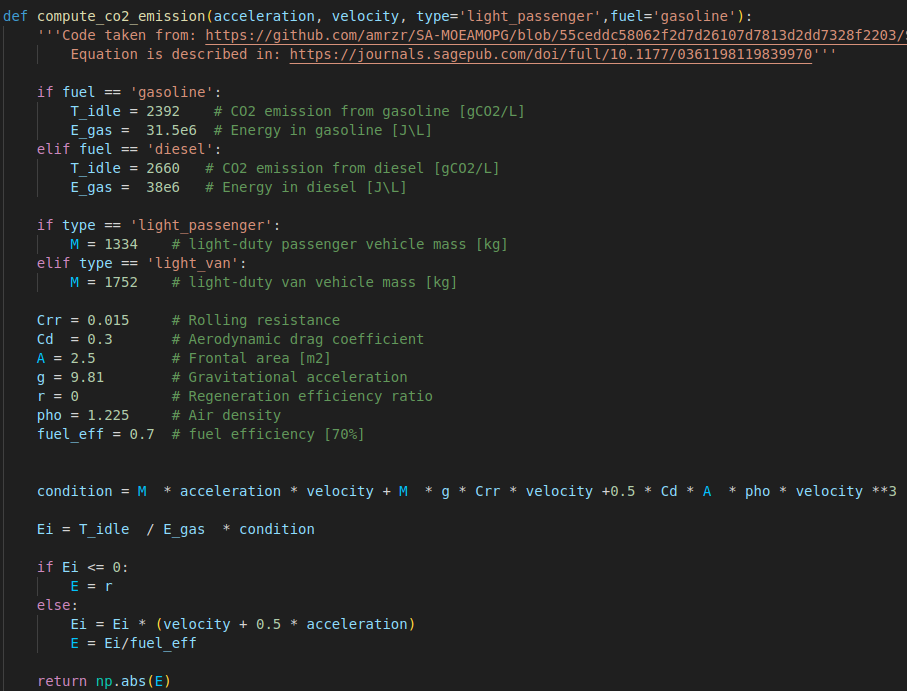 def compute_co2_emission(acceleration, velocity, type='light_passenger',fuel='gasoline'):
'''Code taken from: https://github.com/amrzr/SA-MOEAMOPG/blob/55ceddc58062f2d7d26107d7813d2dd7328f2203/
Equation is described in: https://journals.sagepub.com/doi/full/10.1177/0361198119839970'''
if fuel == 'gasoline':
T_idle = 2392    # CO2 emission from gasoline [gCO2/L]
E_gas =  31.5e6  # Energy in gasoline [J\L]
elif fuel == 'diesel':
T_idle = 2660   # CO2 emission from diesel [gCO2/L]
E_gas =  38e6   # Energy in diesel [J\L]
if type == 'light_passenger':
M = 1334    # light-duty passenger vehicle mass [kg]
elif type == 'light_van':
M = 1752    # light-duty van vehicle mass [kg]
Crr = 0.015     # Rolling resistance
Cd  = 0.3       # Aerodynamic drag coefficient
A = 2.5         # Frontal area [m2]
g = 9.81        # Gravitational acceleration
r = 0           # Regeneration efficiency ratio
pho = 1.225     # Air density
fuel_eff = 0.7  # fuel efficiency [70%]
condition = M  * acceleration * velocity + M  * g * Crr * velocity +0.5 * Cd * A  * pho * velocity **3
Ei = T_idle  / E_gas  * condition
if Ei <= 0:
E = r
else:
Ei = Ei * (velocity + 0.5 * acceleration)
E = Ei/fuel_eff
return np.abs(E)